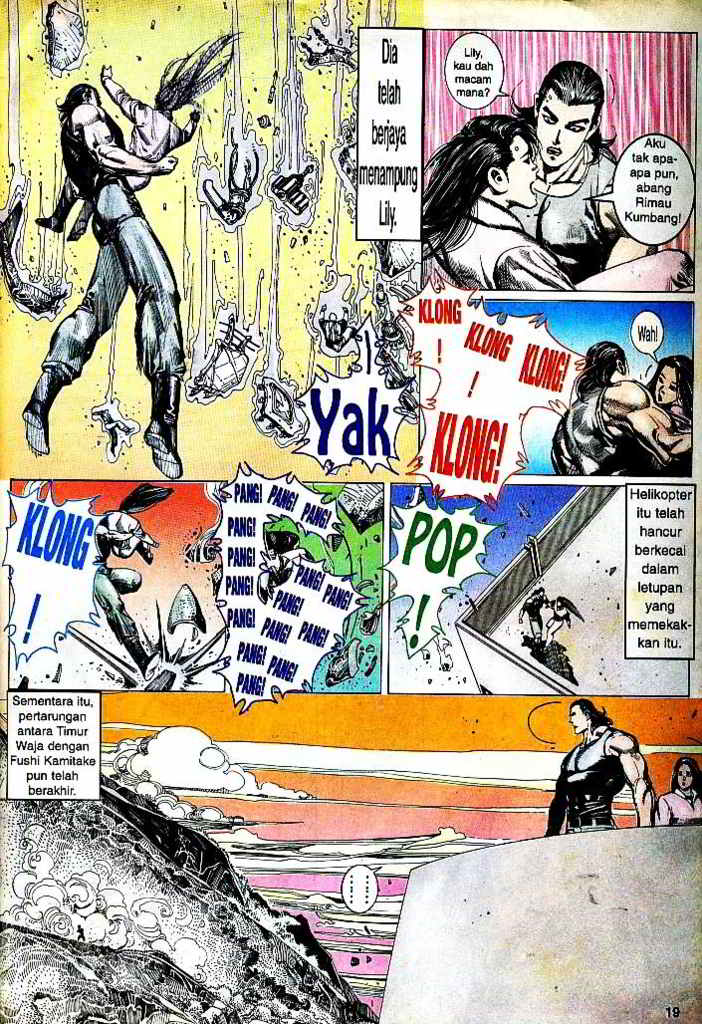 Dia
telah
berjaya
menampung
Lily.
Lily,
kau dah
macam
mana?
Aku
tak apa-
apa pun,
abang
Rimau
Kumbang!
Yak
KLONG
!
KLONG
!
KLONG!
KLONG!
Wah!
KLONG
!
PANG!
PANG! PANG!
PANG! PANG!
PANG!
PANG!
PANG!
PANG!
PANG!
PANG!
PANG!
PANG!
PANG! PANG!
PANG! PANG!
PANG!
POP
!
Helikopter
itu telah
hancur
berkecai
dalam
letupan
yang
memekak-
kan itu.
Sementara itu,
pertarungan
antara Timur
Waja dengan
Fushi Kamitake
pun telah
berakhir.
19